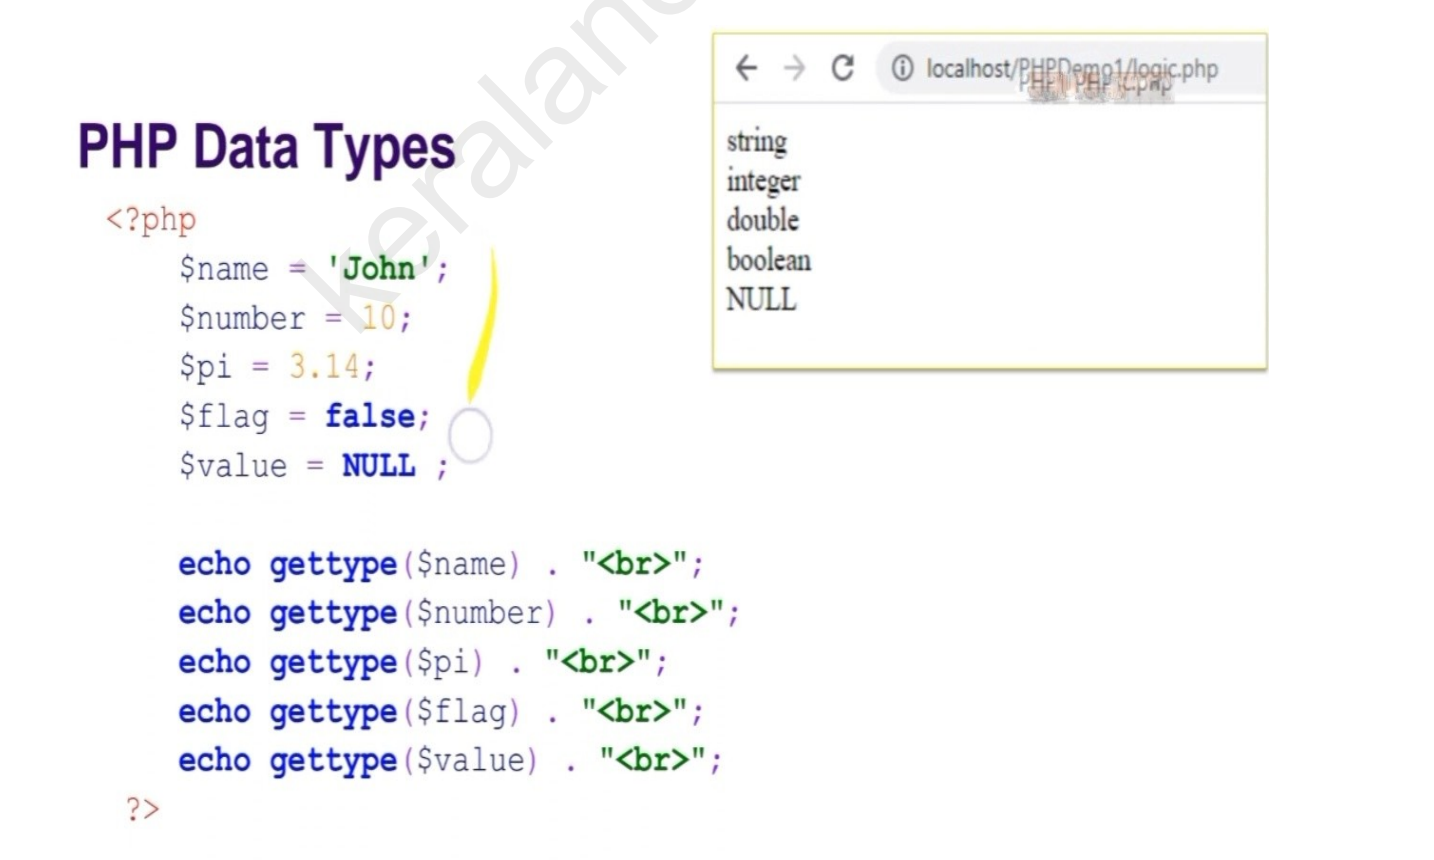 PHP Data Types
<?php
$name = 'John';
$number = 10;
$pi = 3.14;
$flag = false;
$value = NULL ;
echo gettype($name) . "<br>";
echo gettype($number) . "<br>";
echo gettype($pi) . "<br>";
echo gettype($flag) . "<br>";
echo gettype($value) . "<br>";
?>
localhost/PHPDemo1/logic.php
string
integer
double
boolean
NULL